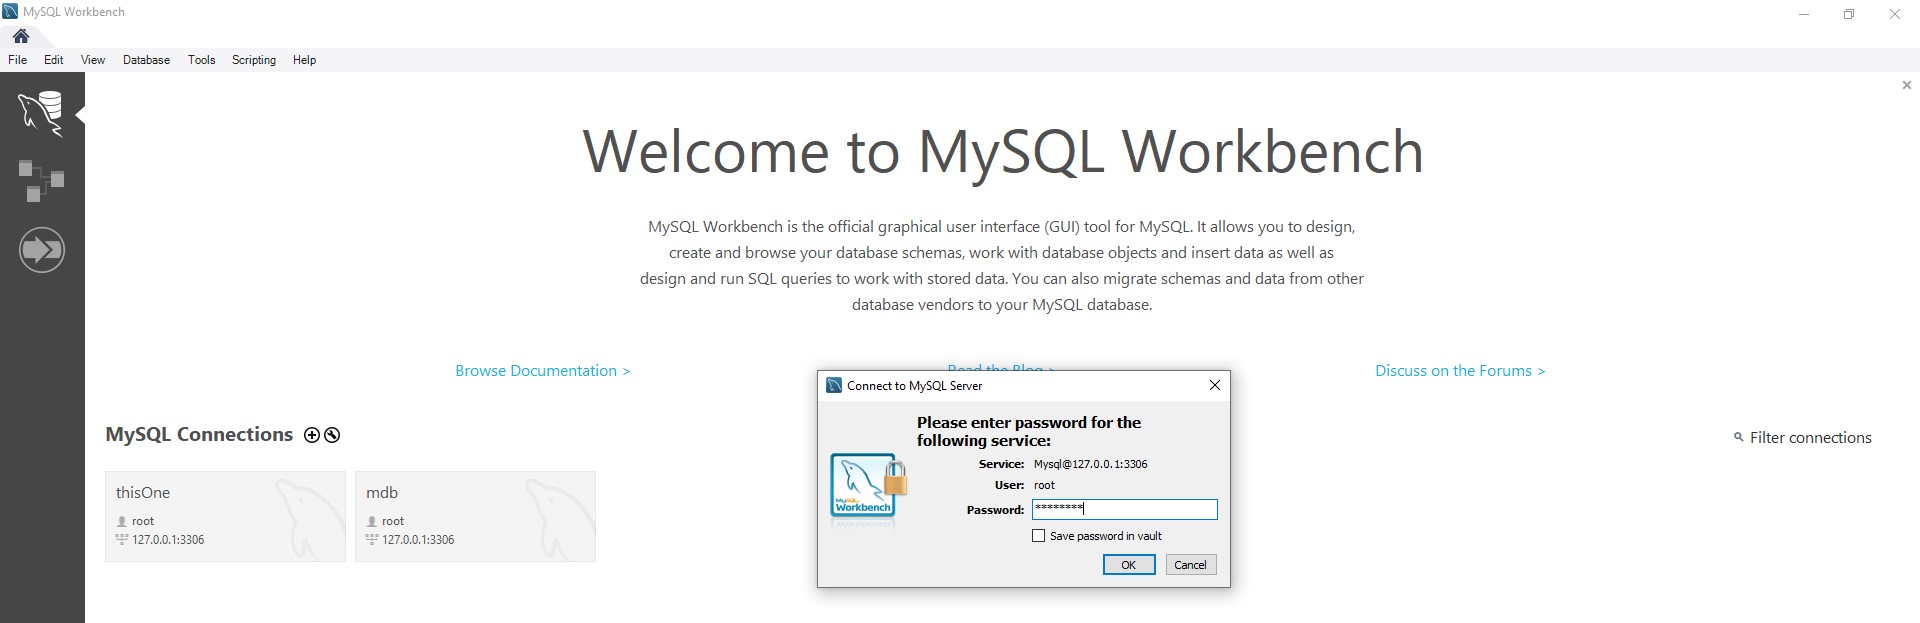 MySQL Workbench
File Edit View Database Tools Scripting Help
Welcome to MySQL Workbench
MySQL Workbench is the official graphical user interface (GUI) tool for MySQL. It allows you to design,
create and browse your database schemas, work with database objects and insert data as well as
design and run SQL queries to work with stored data. You can also migrate schemas and data from other
database vendors to your MySQL database.
Browse Documentation >
Read the Blog >
Discuss on the Forums >
MySQL Connections
Filter connections
thisOne
root
127.0.0.1:3306
mdb
root
127.0.0.1:3306
Connect to MySQL Server
Please enter password for the
following service:
Service: Mysql@127.0.0.1:3306
User: root
Password: ********
Save password in vault
OK Cancel
MySQL
Workbench